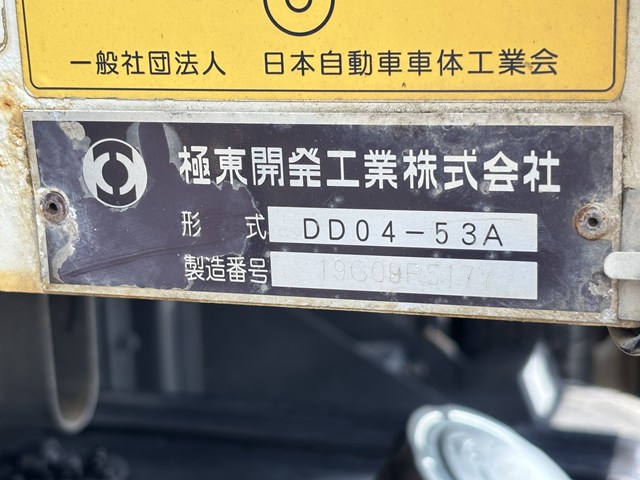 一般社団法人 日本自動車車体工業会
極東開発工業株式会社
形式 DD04-53A
製造番号